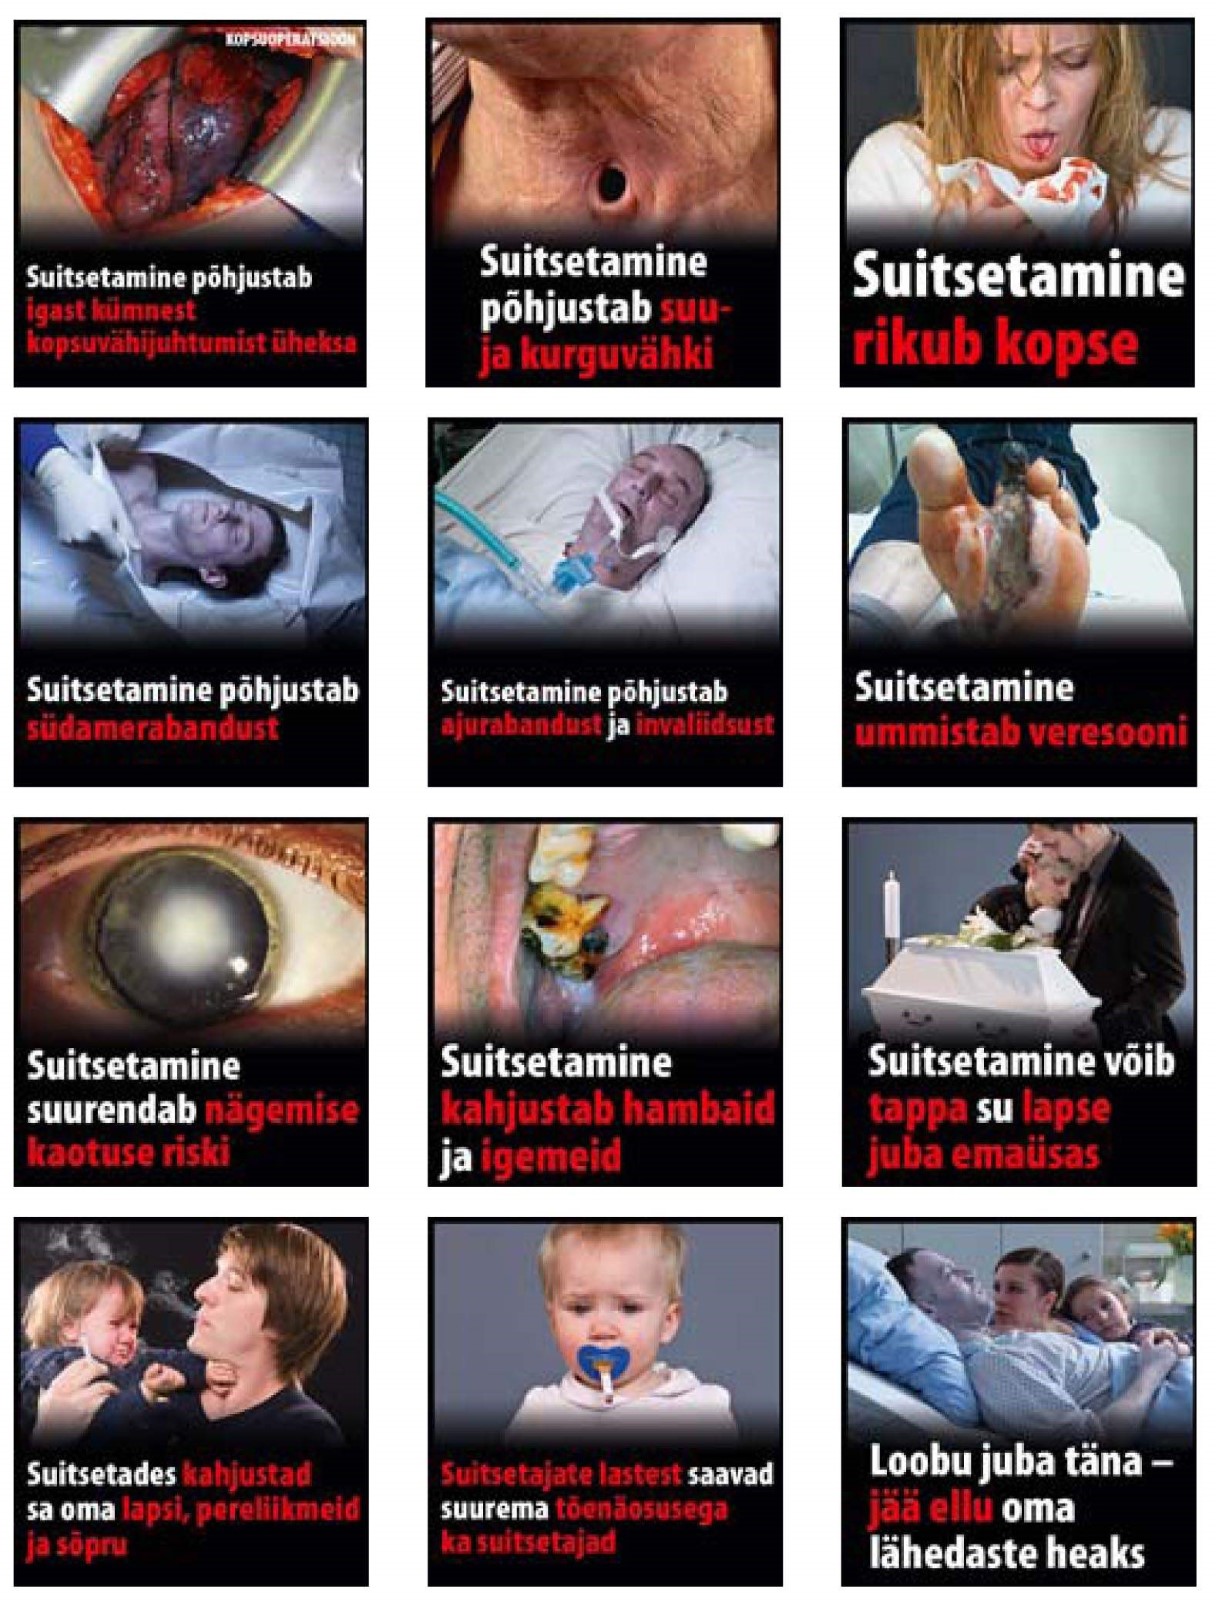 KOPSUOPERATSIOON
Suitsetamine põhjustab
igast kümnest
kopsuvähijuhtumist üheksa
Suitsetamine
põhjustab suu-
ja kurguvähki
Suitsetamine
rikub kopse
Suitsetamine põhjustab
südamerabandust
Suitsetamine põhjustab
ajurabandust ja invaliidsust
Suitsetamine
ummistab veresooni
Suitsetamine
suurendab nägemise
kaotuse riski
Suitsetamine
kahjustab hambaid
ja igemeid
Suitsetamine võib
tappa su lapse
juba emaüsas
Suitsetades kahjustad
sa oma lapsi, pereliikmeid
ja sõpru
Suitsetajate lastest saavad
suurema tõenäosusega
ka suitsetajad
Loobu juba täna –
jää ellu oma
lähedaste heaks